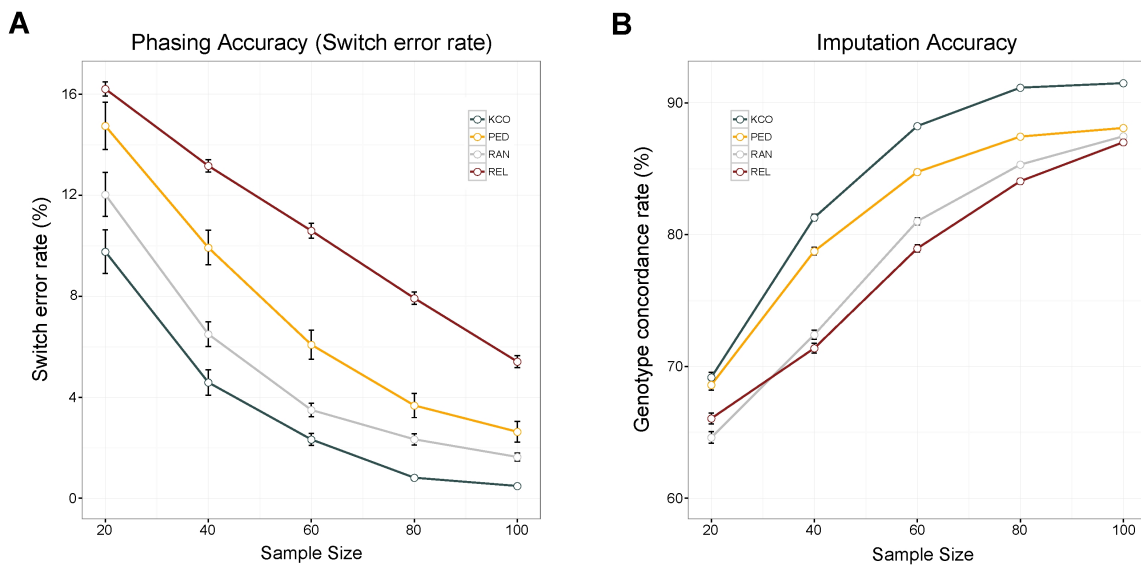 A
Phasing Accuracy (Switch error rate)
Switch error rate (%)
16
12
8
4
0
KCO
PED
RAN
REL
20 40 60 80 100
Sample Size
B
Imputation Accuracy
Genotype concordance rate (%)
90
80
70
60
KCO
PED
RAN
REL
20 40 60 80 100
Sample Size